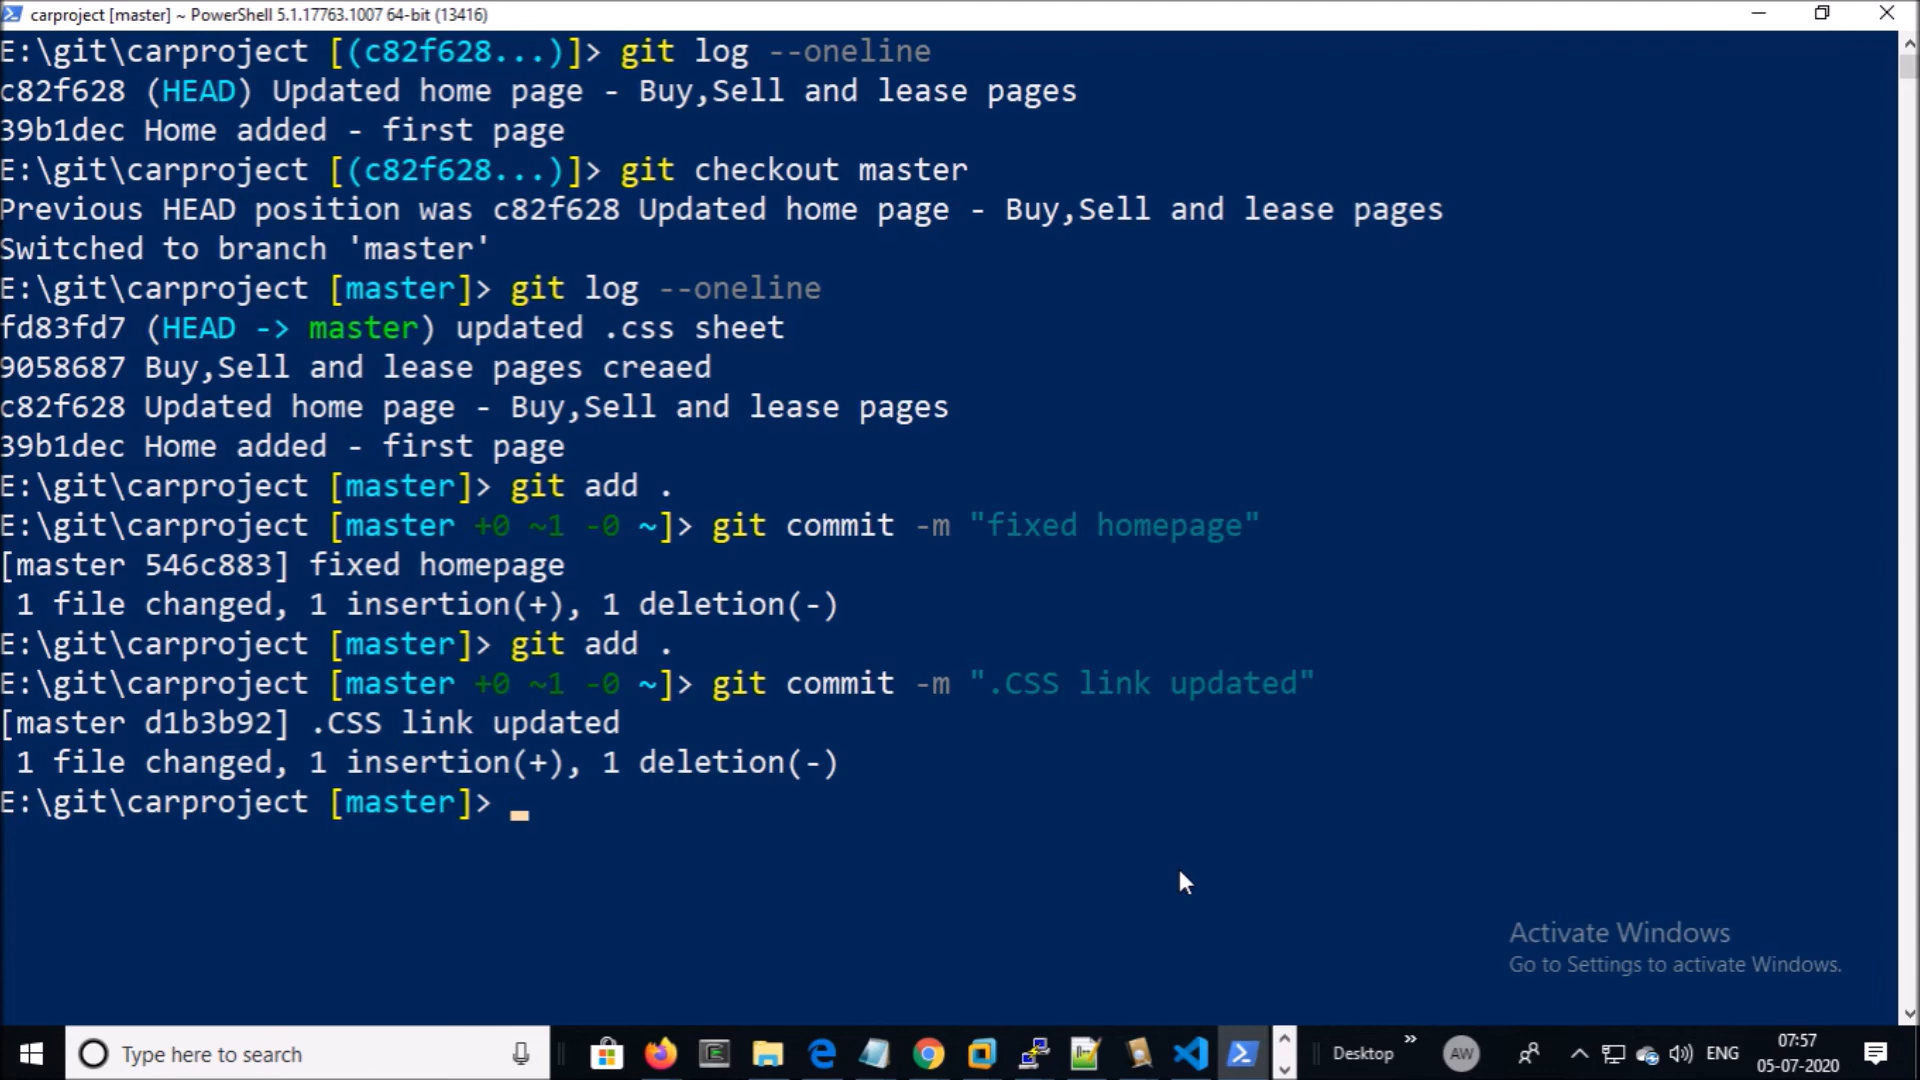 carproject [master] ~ PowerShell 5.1.17763.1007 64-bit (13416)
E:\git\carproject [(c82f628...)]> git log --oneline
c82f628 (HEAD) Updated home page - Buy,Sell and lease pages
39b1dec Home added - first page
E:\git\carproject [(c82f628...)]> git checkout master
Previous HEAD position was c82f628 Updated home page - Buy,Sell and lease pages
Switched to branch 'master'
E:\git\carproject [master]> git log --oneline
fd83fd7 (HEAD -> master) updated .css sheet
9058687 Buy,Sell and lease pages creaed
c82f628 Updated home page - Buy,Sell and lease pages
39b1dec Home added - first page
E:\git\carproject [master]> git add .
E:\git\carproject [master +0 ~1 -0 ~]> git commit -m "fixed homepage"
[master 546c883] fixed homepage
 1 file changed, 1 insertion(+), 1 deletion(-)
E:\git\carproject [master]> git add .
E:\git\carproject [master +0 ~1 -0 ~]> git commit -m ".CSS link updated"
[master d1b3b92] .CSS link updated
 1 file changed, 1 insertion(+), 1 deletion(-)
E:\git\carproject [master]>
Activate Windows
Go to Settings to activate Windows.
Type here to search
Desktop
AW
ENG
07:57
05-07-2020